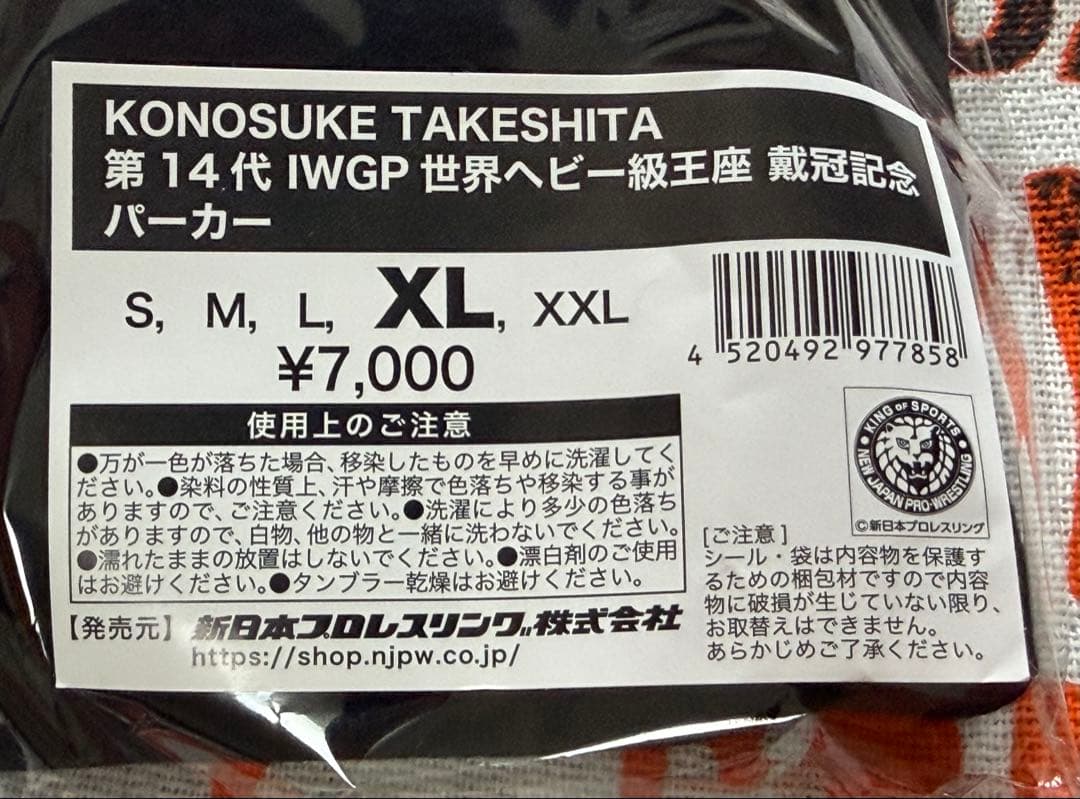 KONOSUKE TAKESHITA
第14代 IWGP 世界ヘビー級王座 戴冠記念
パーカー
S, M, L, XL, XXL
¥7,000
4 520492 977858
使用上のご注意
●万が一色が落ちた場合、移染したものを早めに洗濯してく
ださい。●染料の性質上、汗や摩擦で色落ちや移染する事が
ありますので、ご注意ください。●洗濯により多少の色落ち
がありますので、白物、他の物と一緒に洗わないでください。
●濡れたままの放置はしないでください。●漂白剤のご使用
はお避けください。●タンブラー乾燥はお避けください。
KING OF SPORTS
NEW JAPAN PRO-WRESTLING
©新日本プロレスリング
[ご注意]
シール・袋は内容物を保護す
るための梱包材ですので内容
物に破損が生じていない限り、
お取替えはできません。
あらかじめご了承ください。
【発売元】新日本プロレスリング株式会社
https://shop.njpw.co.jp/